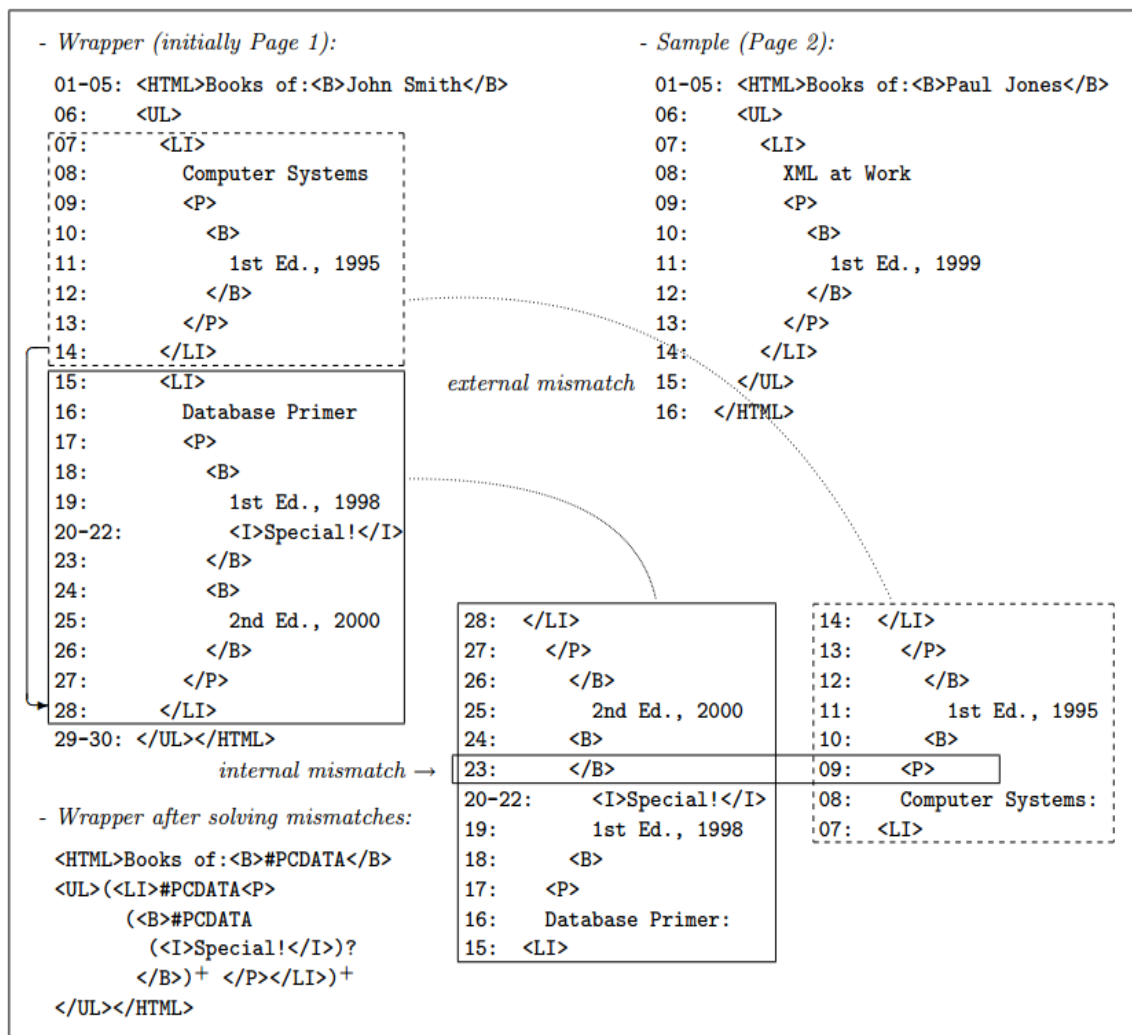 - Wrapper (initially Page 1):
01-05: <HTML>Books of:<B>John Smith</B>
06: <UL>
07: <LI>
08: Computer Systems
09: <P>
10: <B>
11: 1st Ed., 1995
12: </B>
13: </P>
14: </LI>
15: <LI>
16: Database Primer
17: <P>
18: <B>
19: 1st Ed., 1998
20-22: <I>Special!</I>
23: </B>
24: <B>
25: 2nd Ed., 2000
26: </B>
27: </P>
28: </LI>
29-30: </UL></HTML>
- Sample (Page 2):
01-05: <HTML>Books of:<B>Paul Jones</B>
06: <UL>
07: <LI>
08: XML at Work
09: <P>
10: <B>
11: 1st Ed., 1999
12: </B>
13: </P>
14: </LI>
15: </UL>
16: </HTML>
external mismatch
internal mismatch →
28: </LI>
27: </P>
26: </B>
25: 2nd Ed., 2000
24: <B>
23: </B>
20-22: <I>Special!</I>
19: 1st Ed., 1998
18: <B>
17: <P>
16: Database Primer:
15: <LI>
14: </LI>
13: </P>
12: </B>
11: 1st Ed., 1995
10: <B>
09: <P>
08: Computer Systems:
07: <LI>
- Wrapper after solving mismatches:
<HTML>Books of:<B>#PCDATA</B>
<UL>(<LI>#PCDATA<P>
(<B>#PCDATA
(<I>Special!</I>)?
</B>)+ </P></LI>)+
</UL></HTML>